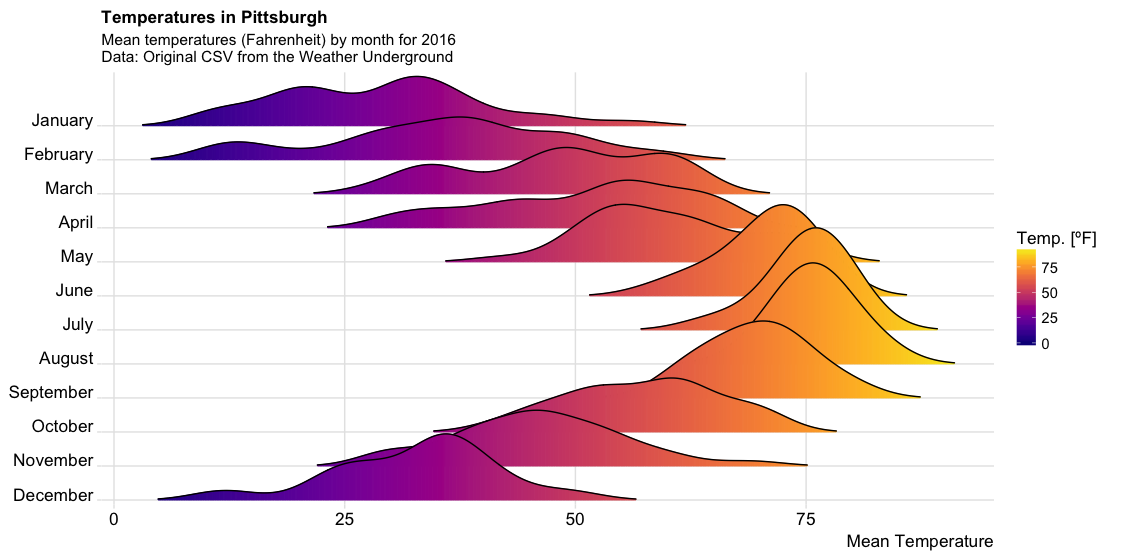 Temperatures in Pittsburgh
Mean temperatures (Fahrenheit) by month for 2016
Data: Original CSV from the Weather Underground
January
February
March
April
May
June
July
August
September
October
November
December
0 25 50 75
Mean Temperature
Temp. [ºF]
75
50
25
0